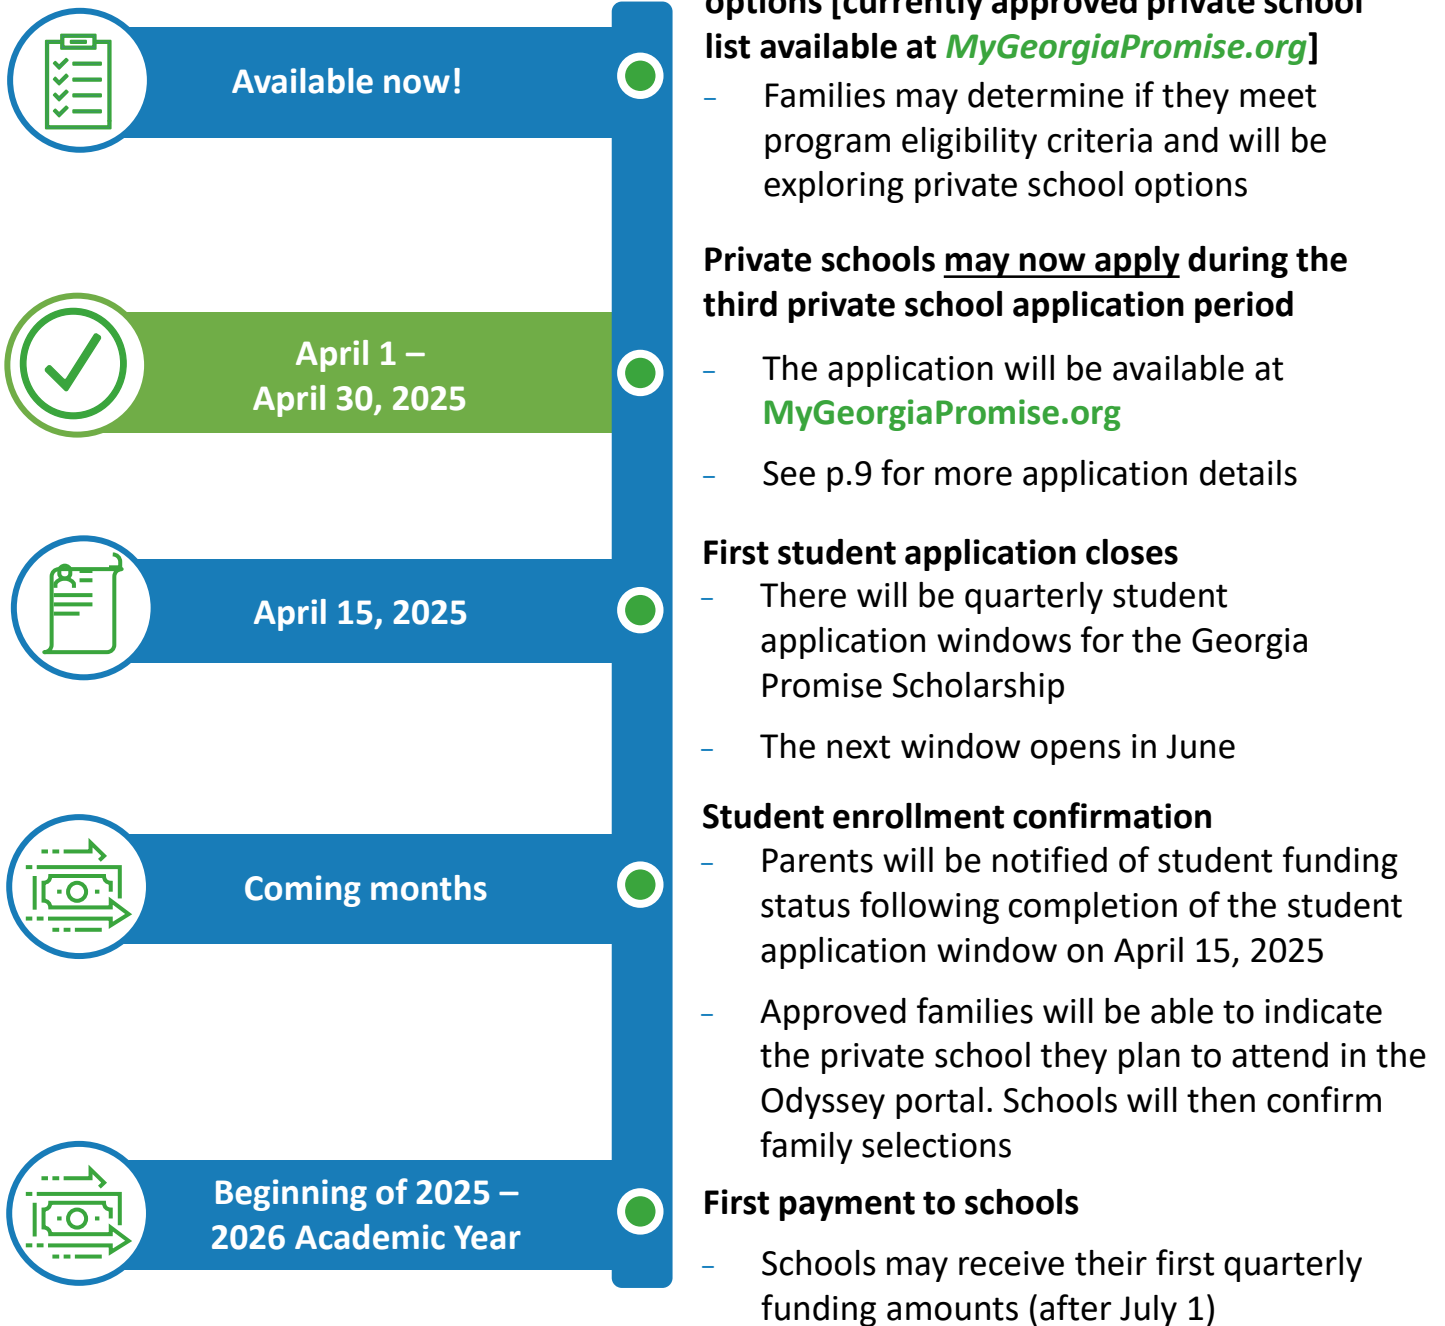 options [currently approved private school
list available at MyGeorgiaPromise.org]
Available now!
– Families may determine if they meet
program eligibility criteria and will be
exploring private school options
Private schools may now apply during the
third private school application period
April 1 –
April 30, 2025
– The application will be available at
MyGeorgiaPromise.org
– See p.9 for more application details
First student application closes
April 15, 2025
– There will be quarterly student
application windows for the Georgia
Promise Scholarship
– The next window opens in June
Student enrollment confirmation
Coming months
– Parents will be notified of student funding
status following completion of the student
application window on April 15, 2025
– Approved families will be able to indicate
the private school they plan to attend in the
Odyssey portal. Schools will then confirm
family selections
Beginning of 2025 –
2026 Academic Year
First payment to schools
– Schools may receive their first quarterly
funding amounts (after July 1)